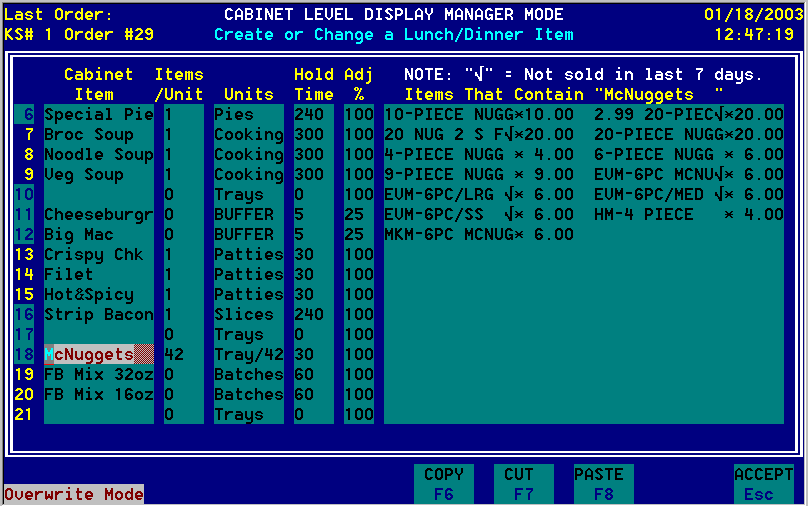 Last Order: CABINET LEVEL DISPLAY MANAGER MODE 01/18/2003
KS# 1 Order #29 Create or Change a Lunch/Dinner Item 12:47:19
Cabinet Items Hold Adj NOTE: "√" = Not sold in last 7 days.
Item /Unit Units Time % Items That Contain "McNuggets "
6 Special Pie 1 Pies 240 100 10-PIECE NUGG*10.00 2.99 20-PIEC√*20.00
7 Broc Soup 1 Cooking 300 100 20 NUG 2 S F√*20.00 20-PIECE NUGG*20.00
8 Noodle Soup 1 Cooking 300 100 4-PIECE NUGG * 4.00 6-PIECE NUGG * 6.00
9 Veg Soup 1 Cooking 300 100 9-PIECE NUGG * 9.00 EVM-6PC MCNU√* 6.00
10 0 Trays 0 100 EVM-6PC/LRG √* 6.00 EVM-6PC/MED √* 6.00
11 Cheeseburgr 0 BUFFER 5 25 EVM-6PC/SS √* 6.00 HM-4 PIECE * 4.00
12 Big Mac 0 BUFFER 5 25 MKM-6PC MCNUG* 6.00
13 Crispy Chk 1 Patties 30 100
14 Filet 1 Patties 30 100
15 Hot&Spicy 1 Patties 30 100
16 Strip Bacon 1 Slices 240 100
17 0 Trays 0 100
18 McNuggets 42 Tray/42 30 100
19 FB Mix 32oz 0 Batches 60 100
20 FB Mix 16oz 0 Batches 60 100
21 0 Trays 0 100
COPY CUT PASTE ACCEPT
Overwrite Mode F6 F7 F8 Esc